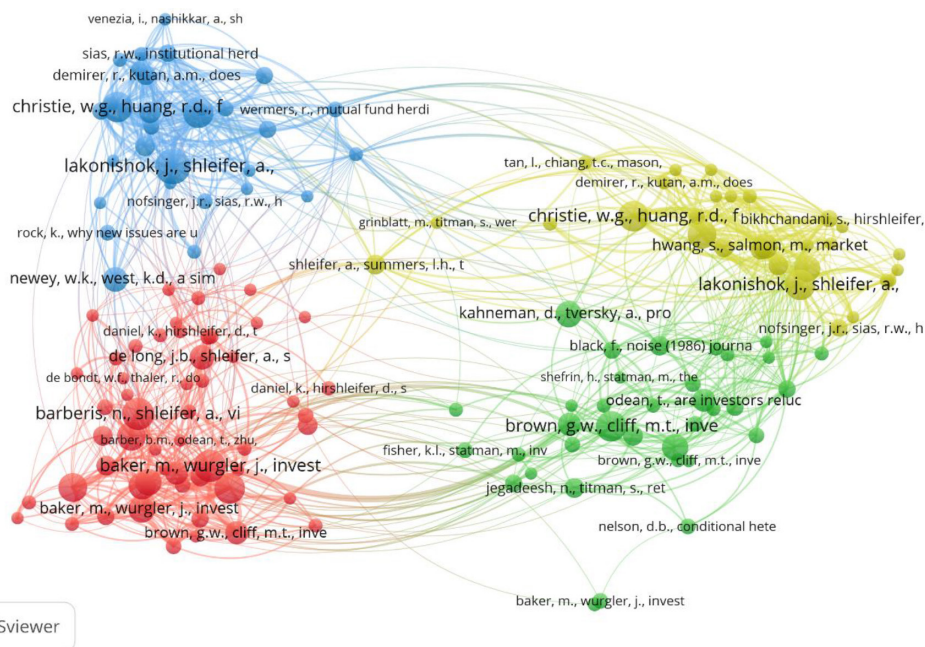 venezia, i., nashikkar, a., sh
sias, r.w., institutional herd
demirer, r., kutan, a.m., does
christie, w.g., huang, r.d., f
wermers, r., mutual fund herdi
lakonishok, j., shleifer, a.,
nofsinger, j.r., sias, r.w., h
rock, k., why new issues are u
newey, w.k., west, k.d., a sim
tan, l., chiang, t.c., mason,
demirer, r., kutan, a.m., does
grinblatt, m., titman, s., wer
christie, w.g., huang, r.d., f
bikhchandani, s., hirshleifer,
hwang, s., salmon, m., market
shleifer, a., summers, l.h., t
lakonishok, j., shleifer, a.,
nofsinger, j.r., sias, r.w., h
kahneman, d., tversky, a., pro
black, f., noise (1986) journa
shefrin, h., statman, m., the
odean, t., are investors reluc
brown, g.w., cliff, m.t., inve
fisher, k.l., statman, m., inv
brown, g.w., cliff, m.t., inve
jegadeesh, n., titman, s., ret
nelson, d.b., conditional hete
baker, m., wurgler, j., invest
daniel, k., hirshleifer, d., t
de long, j.b., shleifer, a., s
de bondt, w.f., thaler, r., do
daniel, k., hirshleifer, d., s
barberis, n., shleifer, a., vi
barber, b.m., odean, t., zhu,
baker, m., wurgler, j., invest
baker, m., wurgler, j., invest
brown, g.w., cliff, m.t., inve
Sviewer